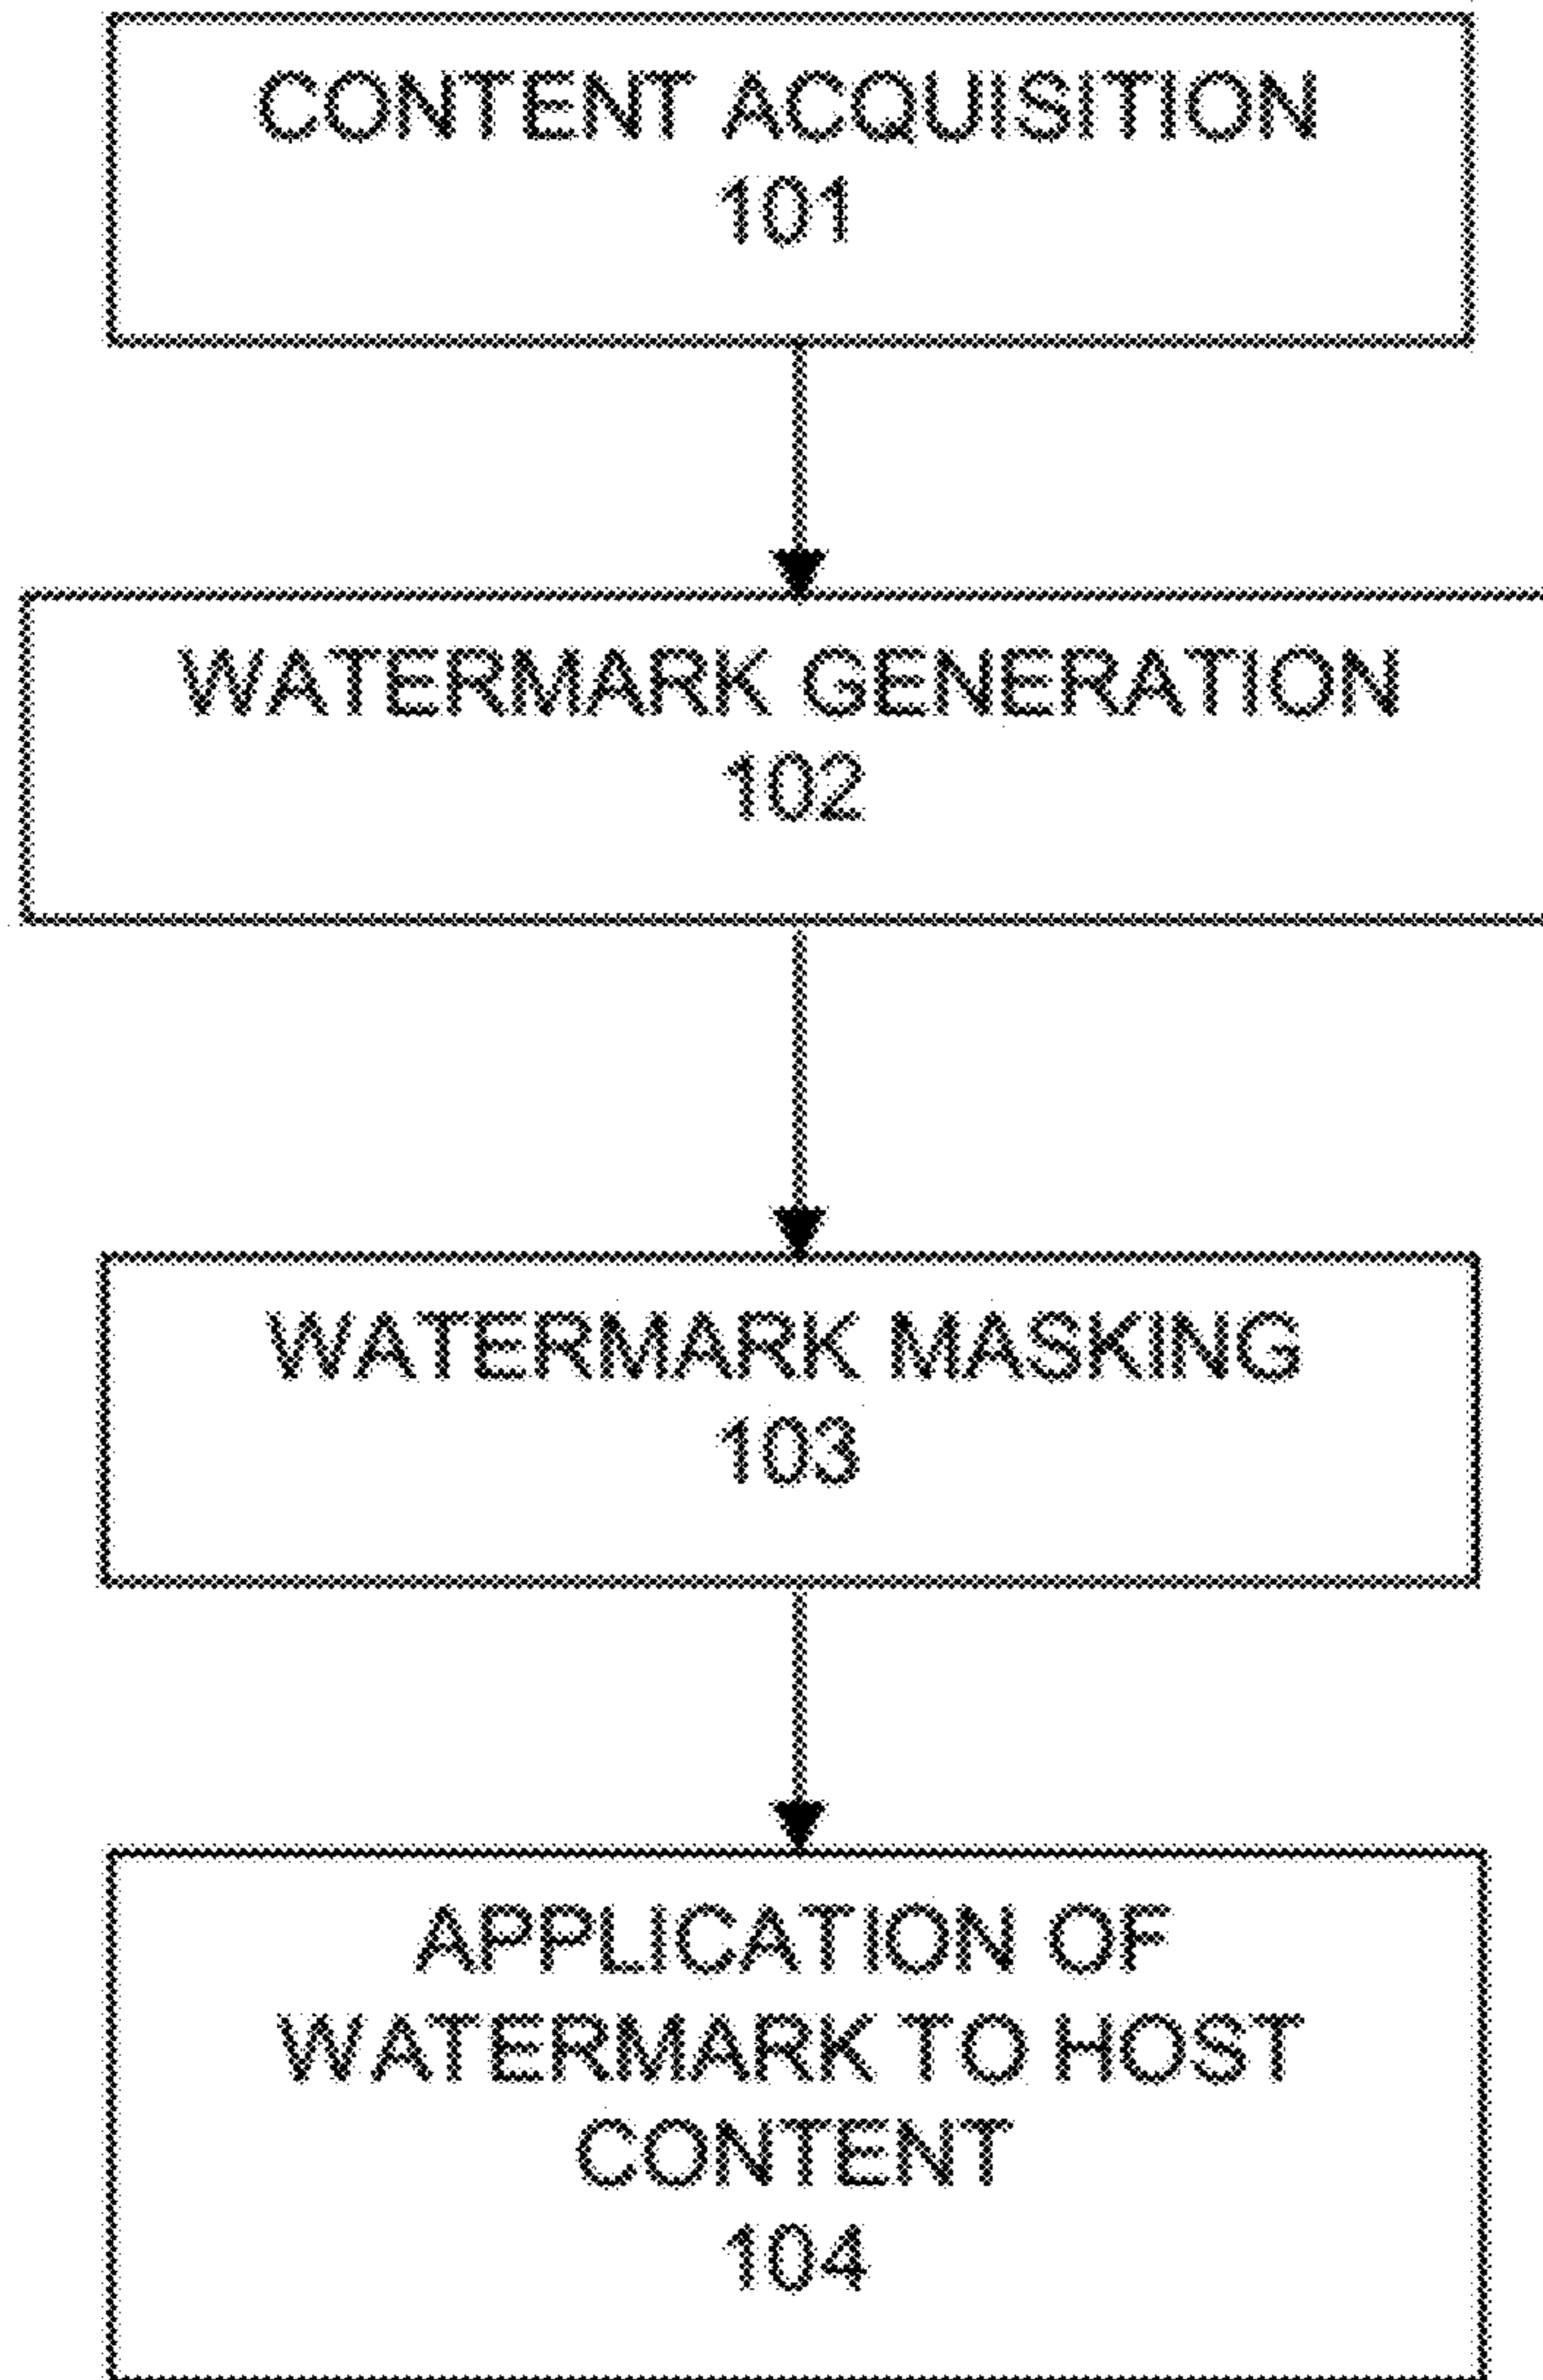 CONTENT ACQUISITION
101
WATERMARK GENERATION
102
WATERMARK MASKING
103
APPLICATION OF
WATERMARK TO HOST
CONTENT
104